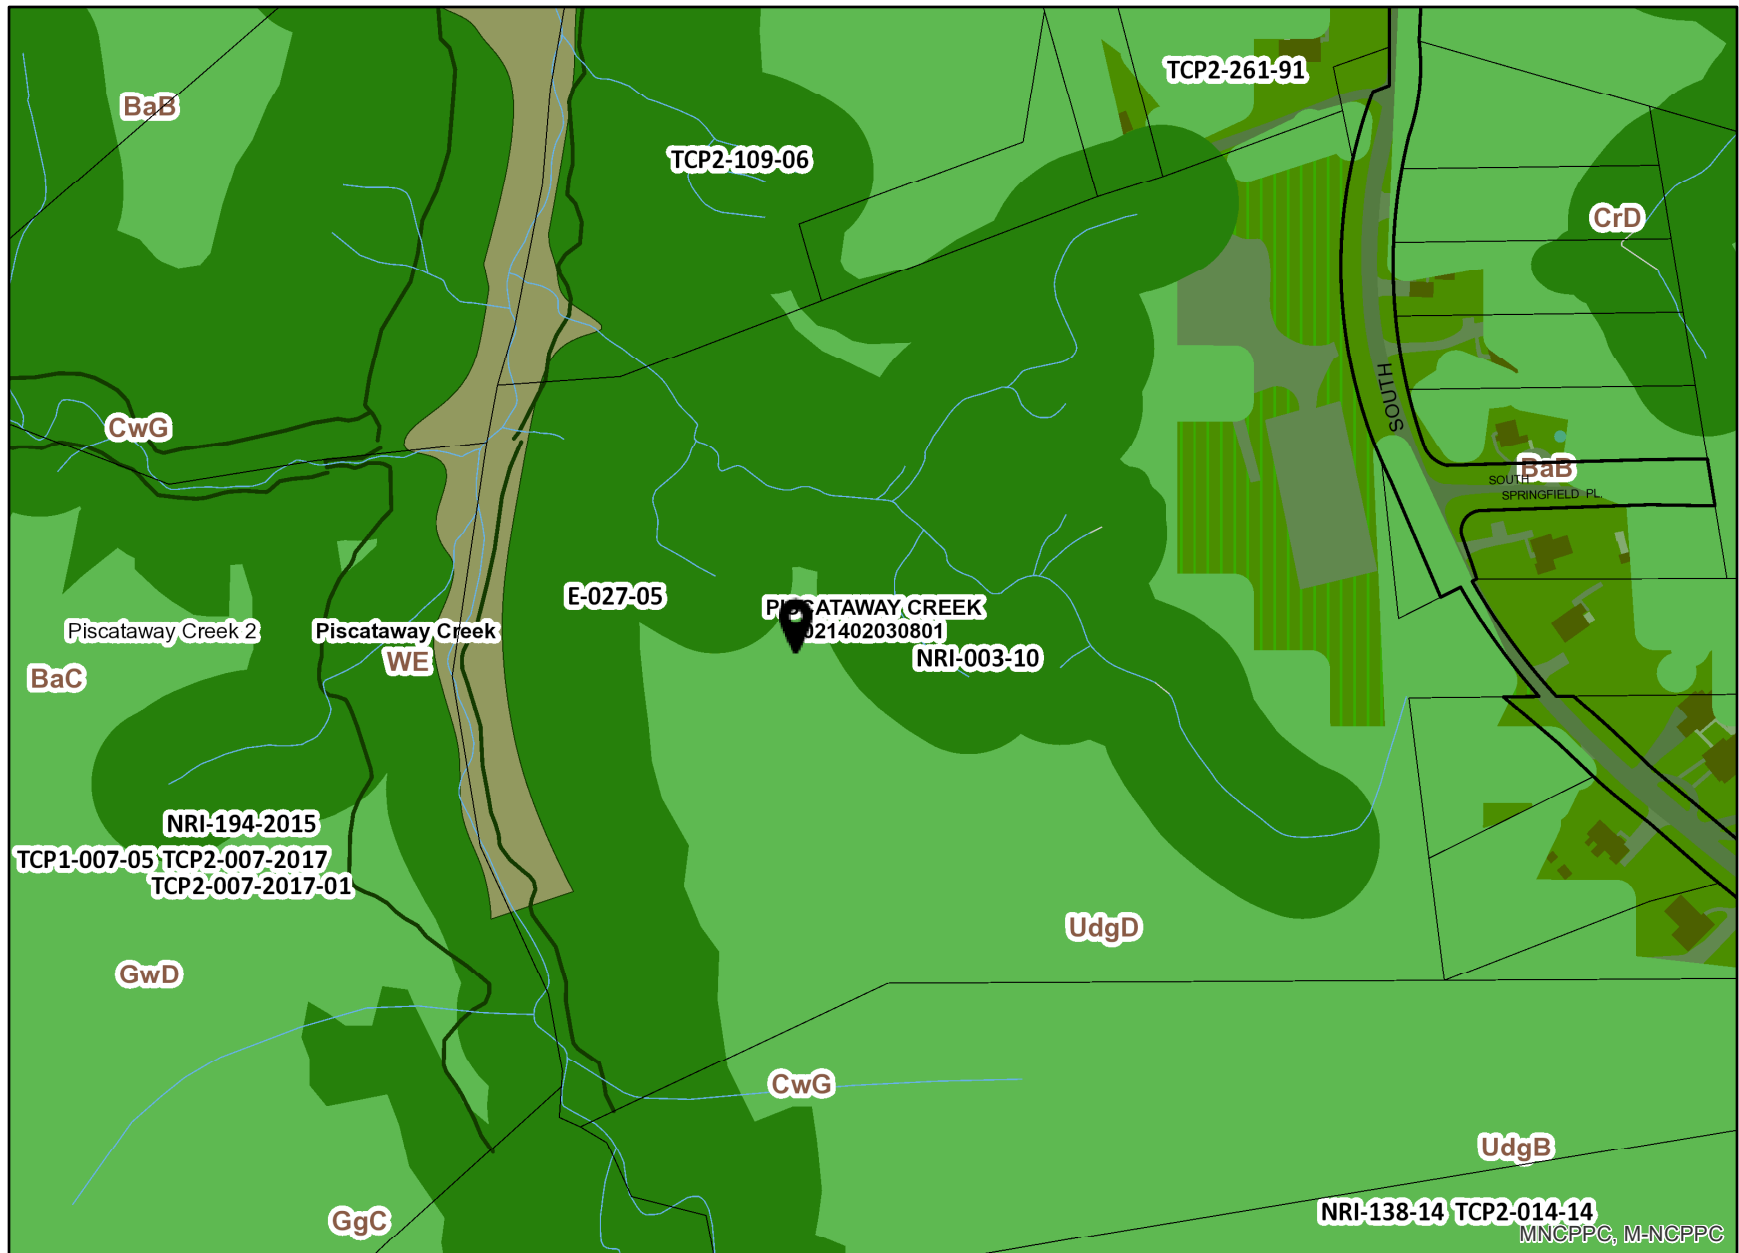 TCP2-261-91
BaB
TCP2-109-06
CrD
SOUTH
CwG
BaB
SOUTH
SPRINGFIELD PL.
E-027-05
PISCATAWAY CREEK
021402030801
Piscataway Creek 2
Piscataway Creek
WE
NRI-003-10
BaC
NRI-194-2015
TCP1-007-05 TCP2-007-2017
TCP2-007-2017-01
UdgD
GwD
CwG
UdgB
GgC
NRI-138-14 TCP2-014-14
MNCPPC, M-NCPPC